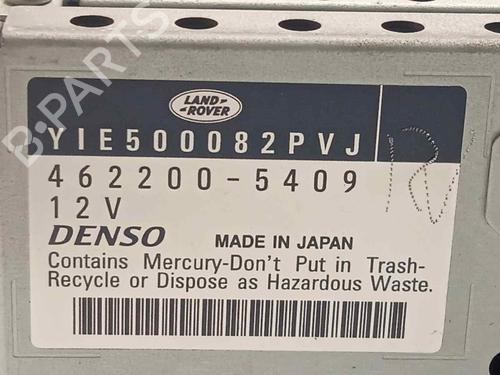 LAND-
ROVER
YIE500082PVJ
462200-5409
12V
DENSO MADE IN JAPAN
Contains Mercury-Don't Put in Trash-
Recycle or Dispose as Hazardous Waste.
B-PARTS